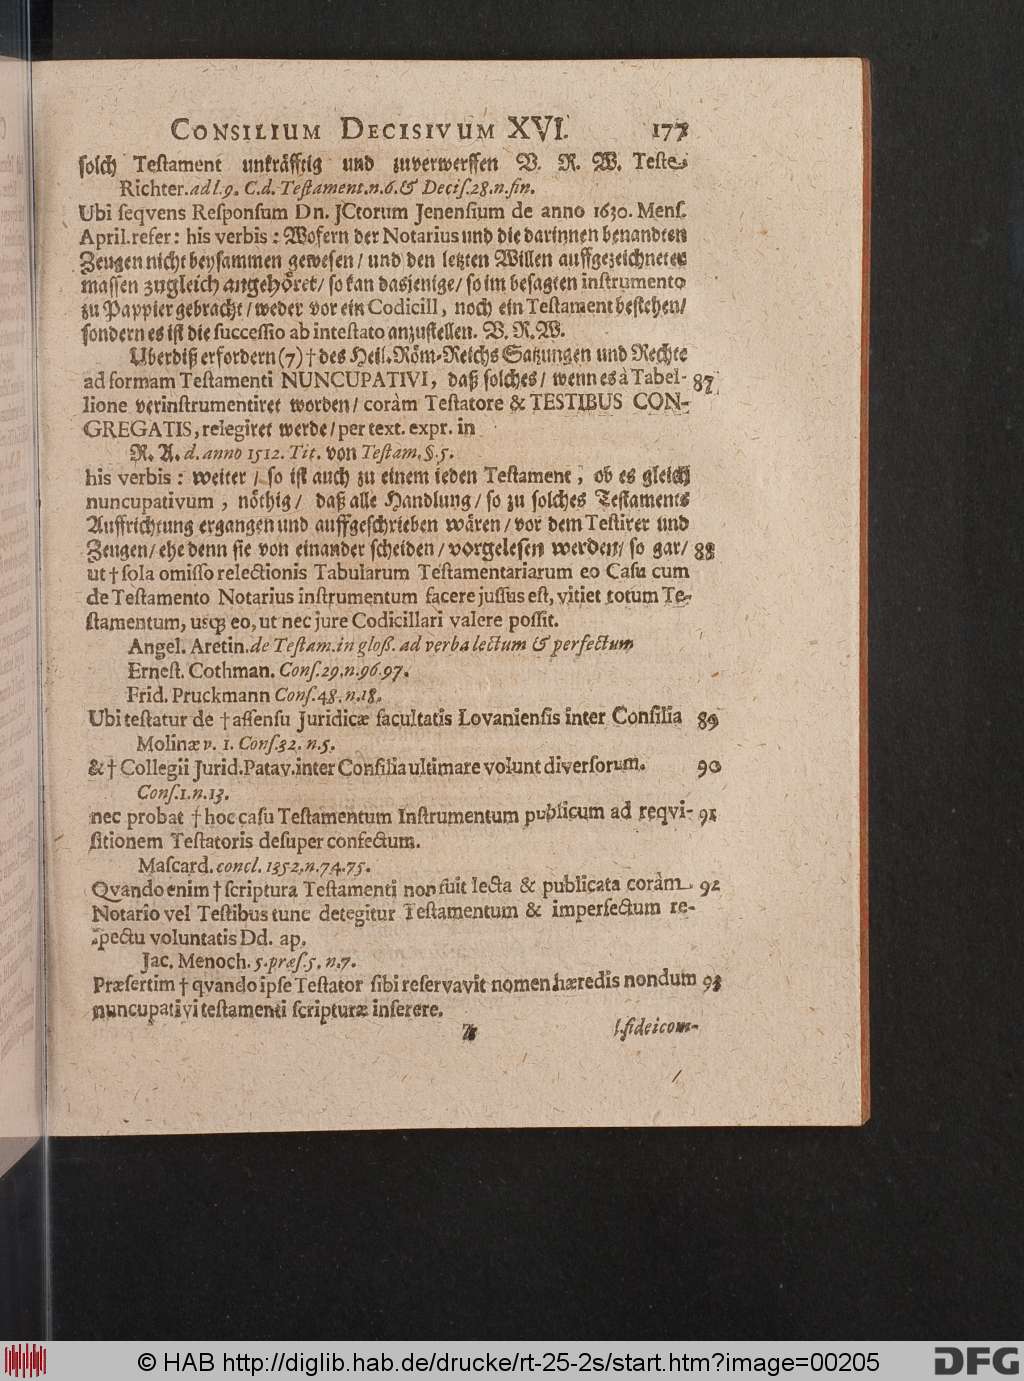 CONSILIUM DECISIVUM XVI. 177
solch Testament unkräfftig und zuverwerffen V. R. W. Teste
Richter. ad l. 9. C. d. Testament. n. 6. & Decis. 28. n. fin.
Ubi seqvens Responsum Dn. JCtorum Jenensium de anno 1630. Mens.
April. refer: his verbis: Wofern der Notarius und die darinnen benandten
Zeugen nicht beysammen gewesen / und den letzten Willen auffgezeichneter
massen zugleich angehöret / so kan dasjenige / so im besagten instrumento
zu Pappier gebracht / weder vor ein Codicill, noch ein Testament bestehen /
sondern es ist die successio ab intestato anzustellen. V. R. W.
Uberdiß erfordern (7) † des Heil. Röm-Reichs Satzungen und Rechte
ad formam Testamenti NUNCUPATIVI, daß solches / wenn es à Tabel- 87
lione verinstrumentiret worden / coràm Testatore & TESTIBUS CON-
GREGATIS, relegiret werde / per text. expr. in
R. A. d. anno 1512. Tit. von Testam. §. 5.
his verbis: weiter / so ist auch zu einem ieden Testament, ob es gleich
nuncupativum, nöthig / daß alle Handlung / so zu solches Testaments
Auffrichtung ergangen und auffgeschrieben wären / vor dem Testirer und
Zeugen / ehe denn sie von einander scheiden / vorgelesen werden / so gar / 88
ut † sola omisso relectionis Tabularum Testamentariarum eo Casu cum
de Testamento Notarius instrumentum facere jussus est, vitiet totum Te-
stamentum, usqꝫ eo, ut nec jure Codicillari valere possit.
Angel. Aretin. de Testam. in gloß. ad verba lectum & perfectum
Ernest. Cothman. Cons. 29. n. 96. 97.
Frid. Pruckmann Cons. 48. n. 18.
Ubi testatur de † assensu Juridicæ facultatis Lovaniensis inter Consilia 89
Molinæ v. 1. Cons. 32. n. 5.
& † Collegii Jurid. Patav. inter Consilia ultimare volunt diversorum. 90
Cons. 1. n. 13.
nec probat † hoc casu Testamentum Instrumentum publicum ad reqvi- 91
sitionem Testatoris desuper confectum.
Mascard. concl. 1352. n. 74. 75.
Qvando enim † scriptura Testamenti non fuit lecta & publicata coràm 92
Notario vel Testibus tunc detegitur Testamentum & imperfectum re-
spectu voluntatis Dd. ap.
Jac. Menoch. 5. præs. 5. n. 7.
Præsertim † qvando ipse Testator sibi reservavit nomen hæredis nondum 93
nuncupativi testamenti scripturæ inserere.
Z l. fideicom-
© HAB http://diglib.hab.de/drucke/rt-25-2s/start.htm?image=00205
DFG